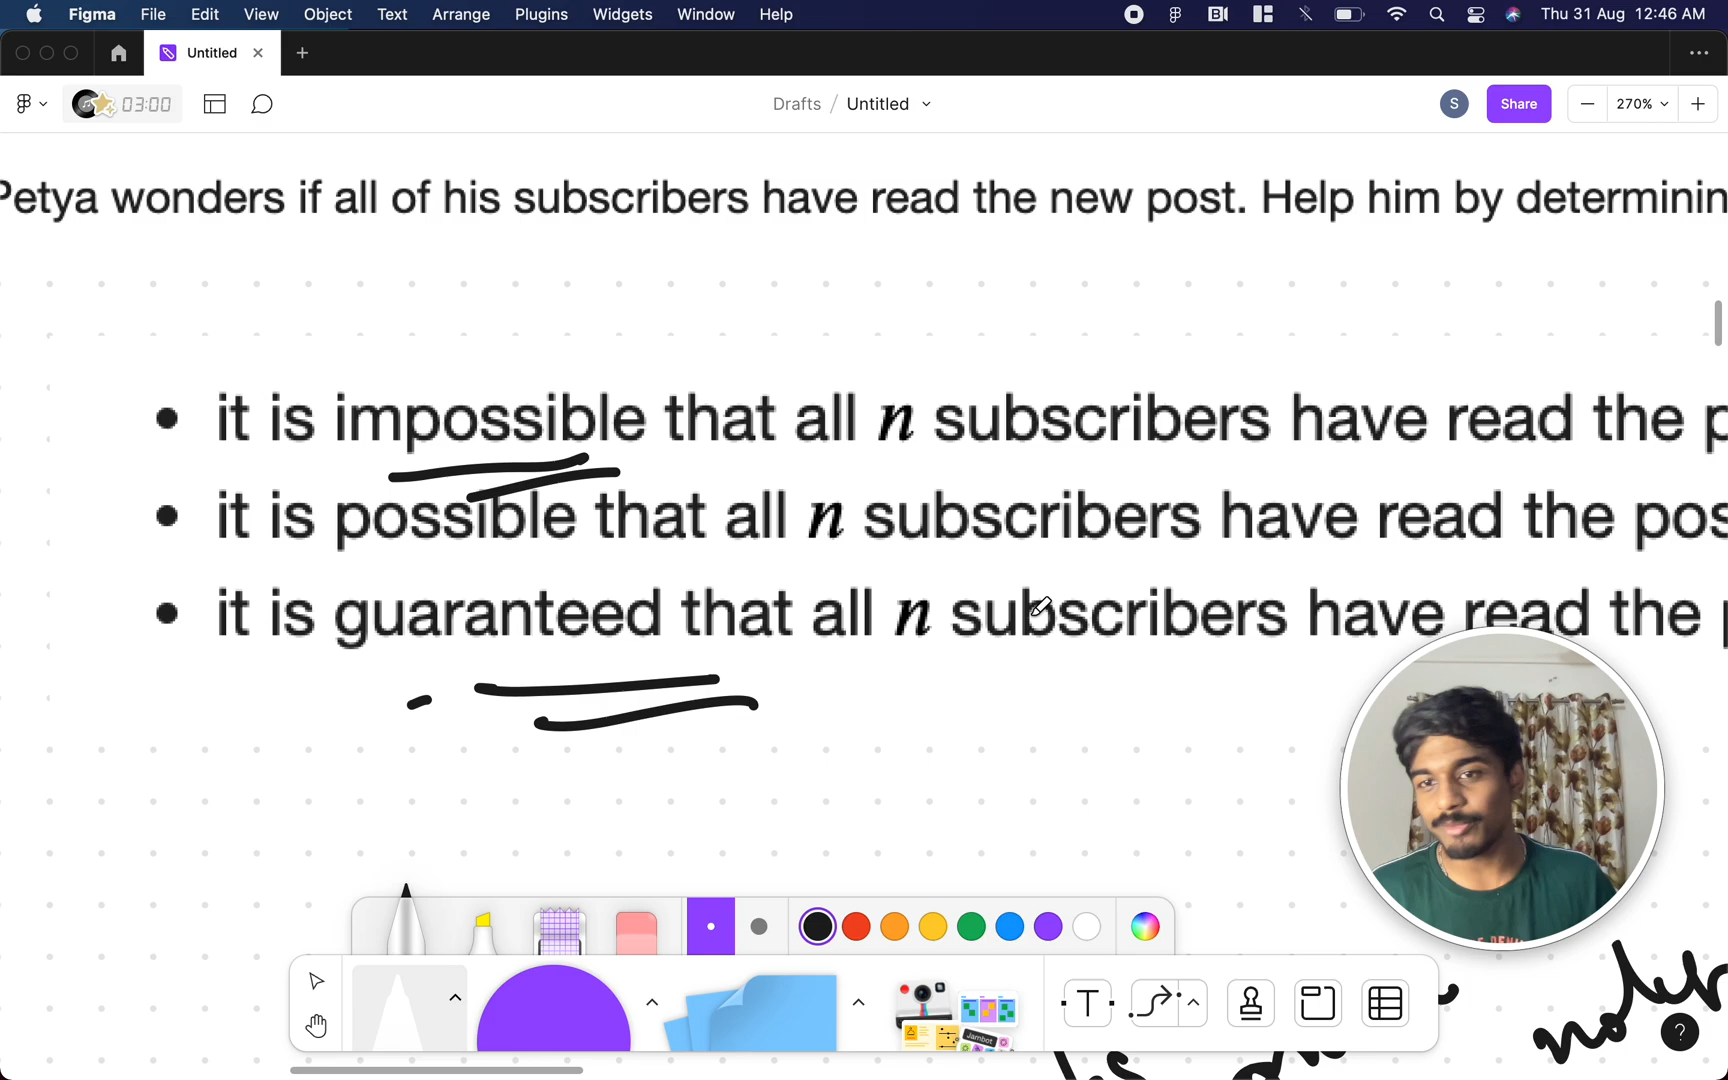 Figma File Edit View Object Text Arrange Plugins Widgets Window Help Thu 31 Aug 12:46 AM
Untitled
03:00 Drafts / Untitled S Share 270%
Petya wonders if all of his subscribers have read the new post. Help him by determinin
• it is impossible that all n subscribers have read the p
• it is possible that all n subscribers have read the pos
• it is guaranteed that all n subscribers have read the p
T
Jambot
?